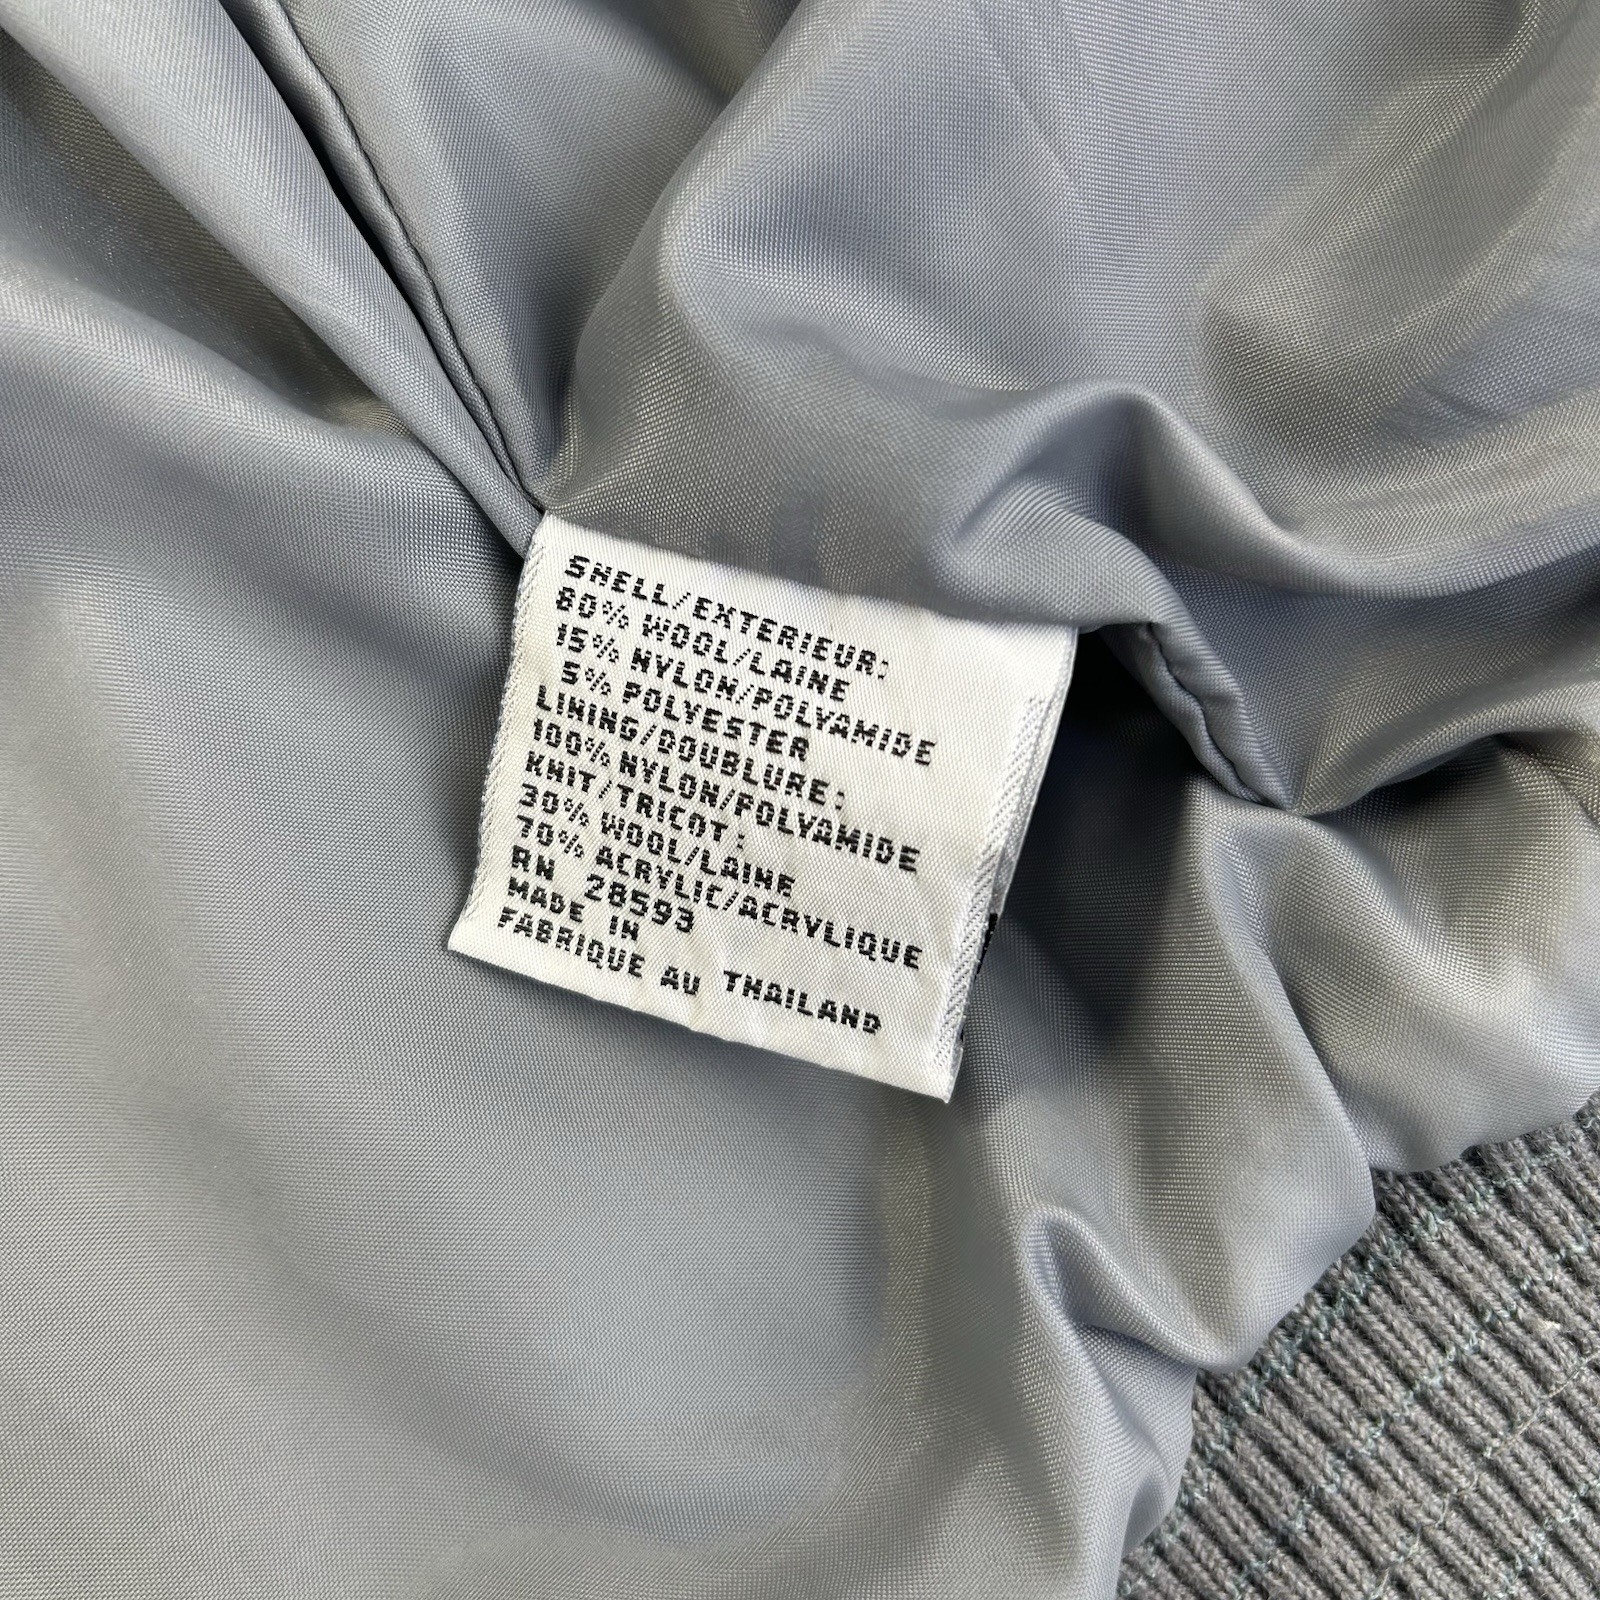 SHELL/EXTERIEUR:
80% WOOL/LAINE
15% NYLON/POLYAMIDE
5% POLYESTER
LINING/DOUBLURE:
100% NYLON/POLYAMIDE
KNIT/TRICOT:
30% WOOL/LAINE
70% ACRYLIC/ACRYLIQUE
RN 28593
MADE IN
FABRIQUE AU THAILAND